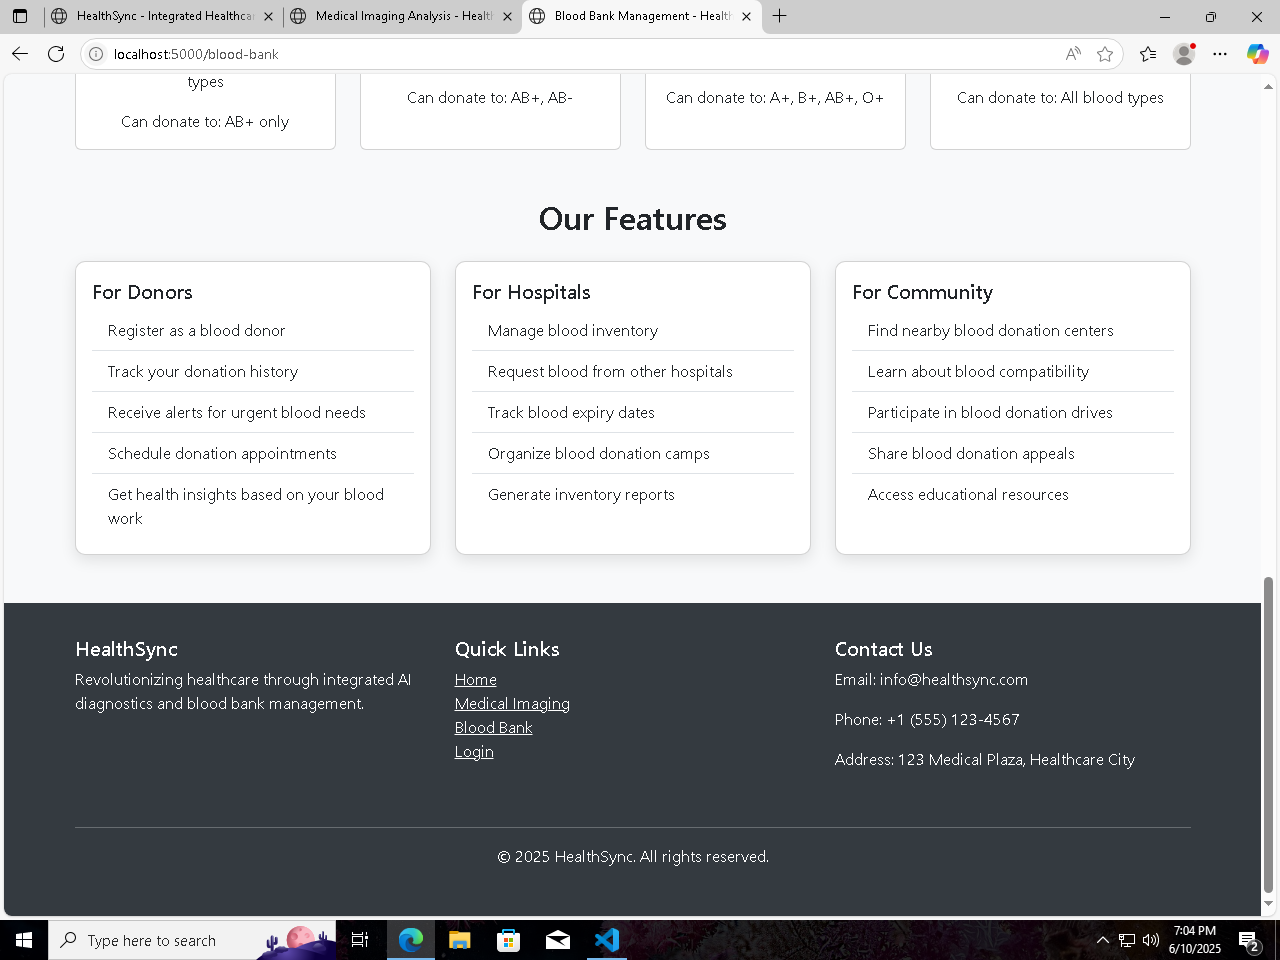 HealthSync - Integrated Healthcar
Medical Imaging Analysis - Healt
Blood Bank Management - Health
localhost:5000/blood-bank
types
Can donate to: AB+ only
Can donate to: AB+, AB-
Can donate to: A+, B+, AB+, O+
Can donate to: All blood types
Our Features
For Donors
Register as a blood donor
Track your donation history
Receive alerts for urgent blood needs
Schedule donation appointments
Get health insights based on your blood
work
For Hospitals
Manage blood inventory
Request blood from other hospitals
Track blood expiry dates
Organize blood donation camps
Generate inventory reports
For Community
Find nearby blood donation centers
Learn about blood compatibility
Participate in blood donation drives
Share blood donation appeals
Access educational resources
HealthSync
Revolutionizing healthcare through integrated AI
diagnostics and blood bank management.
Quick Links
Home
Medical Imaging
Blood Bank
Login
Contact Us
Email: info@healthsync.com
Phone: +1 (555) 123-4567
Address: 123 Medical Plaza, Healthcare City
© 2025 HealthSync. All rights reserved.
Type here to search
7:04 PM
6/10/2025
2